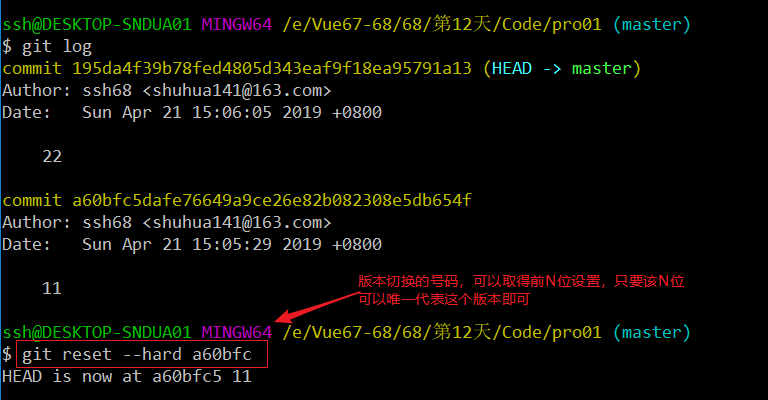 ssh@DESKTOP-SNDUA01 MINGW64 /e/Vue67-68/68/第12天/Code/pro01 (master)
$ git log
commit 195da4f39b78fed4805d343eaf9f18ea95791a13 (HEAD -> master)
Author: ssh68 <shuhua141@163.com>
Date:   Sun Apr 21 15:06:05 2019 +0800
22
commit a60bfc5dafe76649a9ce26e82b082308e5db654f
Author: ssh68 <shuhua141@163.com>
Date:   Sun Apr 21 15:05:29 2019 +0800
版本切换的号码，可以取得前N位设置，只要该N位
可以唯一代表这个版本即可
11
ssh@DESKTOP-SNDUA01 MINGW64 /e/Vue67-68/68/第12天/Code/pro01 (master)
$ git reset --hard a60bfc
HEAD is now at a60bfc5 11